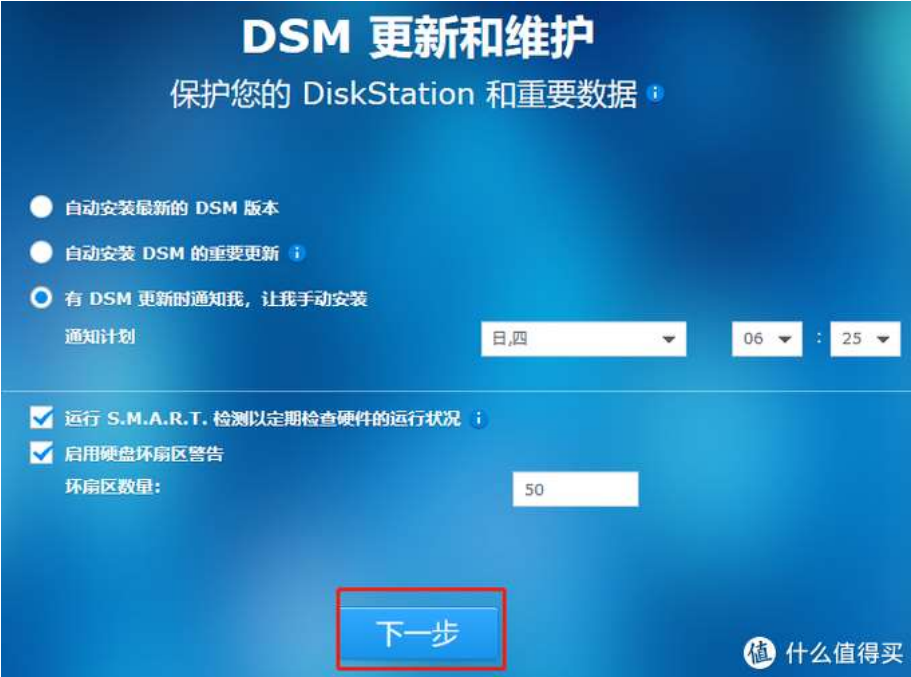 DSM 更新和维护
保护您的 DiskStation 和重要数据 i
自动安装最新的 DSM 版本
自动安装 DSM 的重要更新 i
有 DSM 更新时通知我，让我手动安装
通知计划 日,四 06 : 25
运行 S.M.A.R.T. 检测以定期检查硬件的运行状况 i
启用硬盘坏扇区警告
坏扇区数量: 50
下一步
值 什么值得买